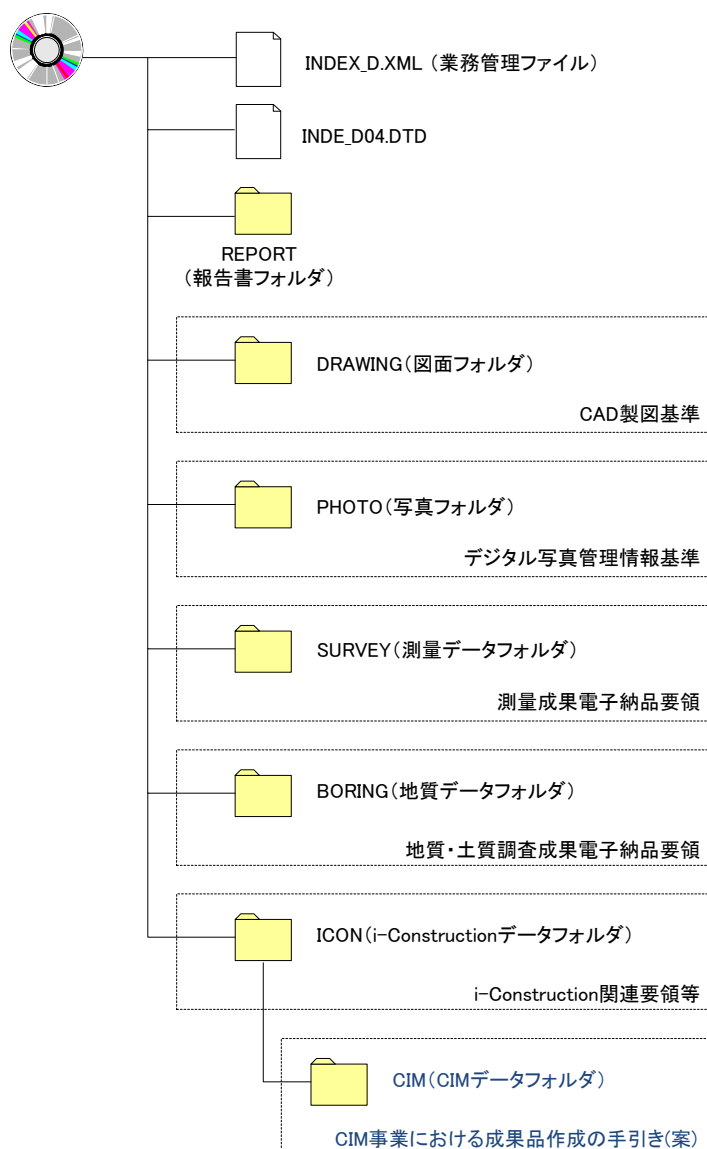 INDEX_D.XML（業務管理ファイル）
INDE_D04.DTD
REPORT
（報告書フォルダ）
DRAWING（図面フォルダ）
CAD製図基準
PHOTO（写真フォルダ）
デジタル写真管理情報基準
SURVEY（測量データフォルダ）
測量成果電子納品要領
BORING（地質データフォルダ）
地質・土質調査成果電子納品要領
ICON（i-Constructionデータフォルダ）
i-Construction関連要領等
CIM（CIMデータフォルダ）
CIM事業における成果品作成の手引き(案)